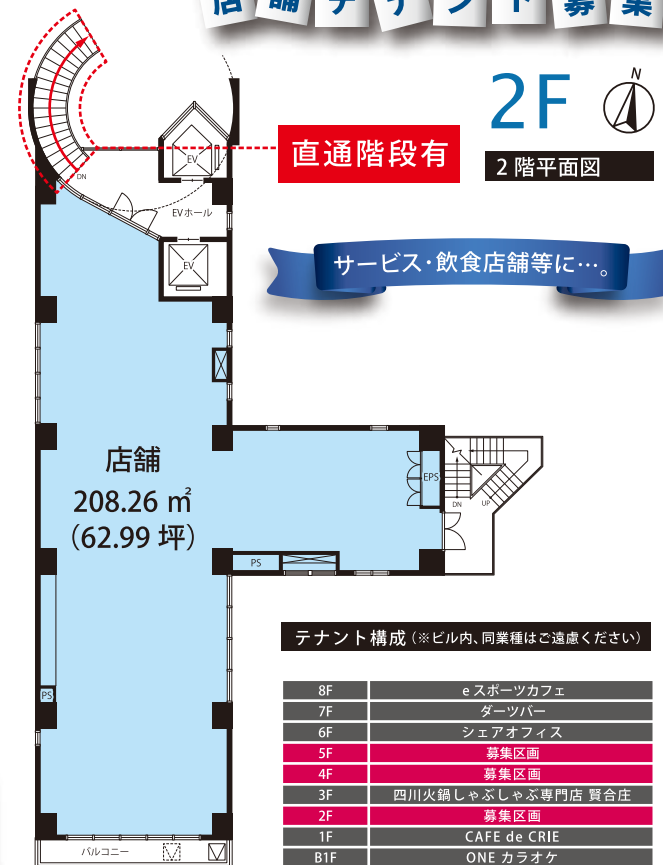 店舗テナント募集
2F
N
2階平面図
直通階段有
サービス・飲食店舗等に…。
DN
EV
EVホール
EV
店舗
208.26 ㎡
(62.99 坪)
EPS
DN
UP
PS
PS
バルコニー
テナント構成(※ビル内、同業種はご遠慮ください)
8F eスポーツカフェ
7F ダーツバー
6F シェアオフィス
5F 募集区画
4F 募集区画
3F 四川火鍋しゃぶしゃぶ専門店 賢合庄
2F 募集区画
1F CAFE de CRIE
B1F ONE カラオケ